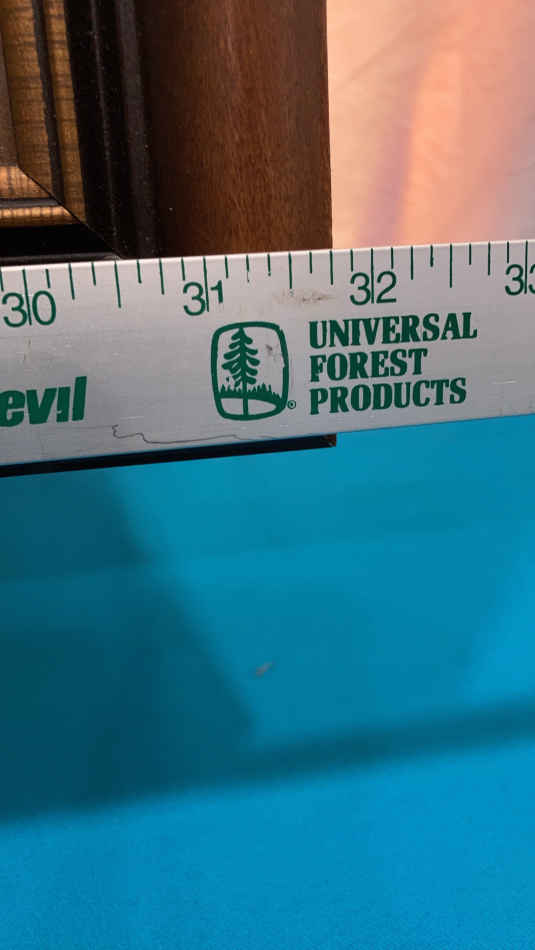 30 31 32 33
evil
UNIVERSAL
FOREST
PRODUCTS
®